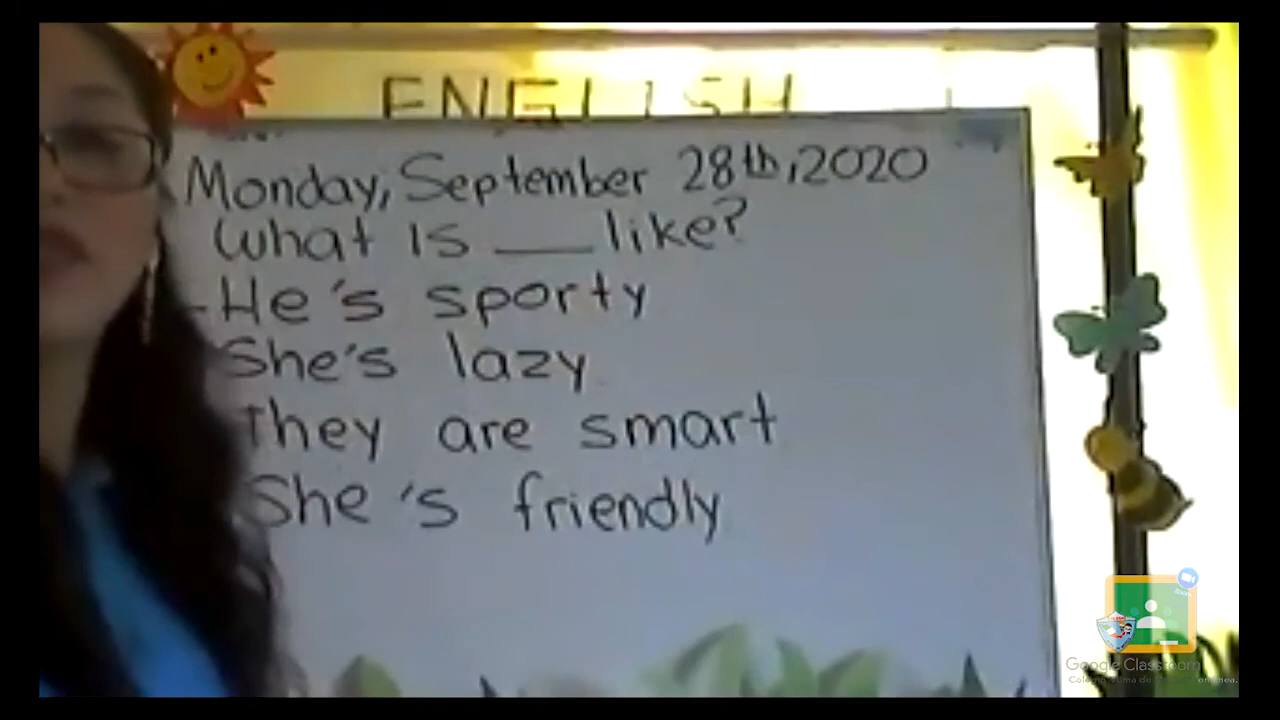 ENGLISH
Monday, September 28th, 2020
What is ___ like?
-He's sporty
She's lazy
They are smart
She's friendly
zoom
Google Classroom